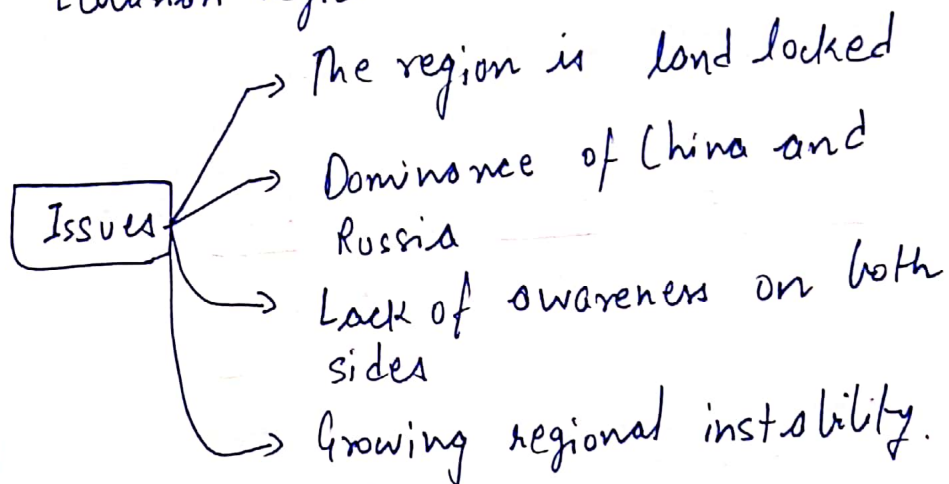 The region is land locked
Dominance of China and
Issues
Russia
Lack of awareness on both
sides
Growing regional instability.